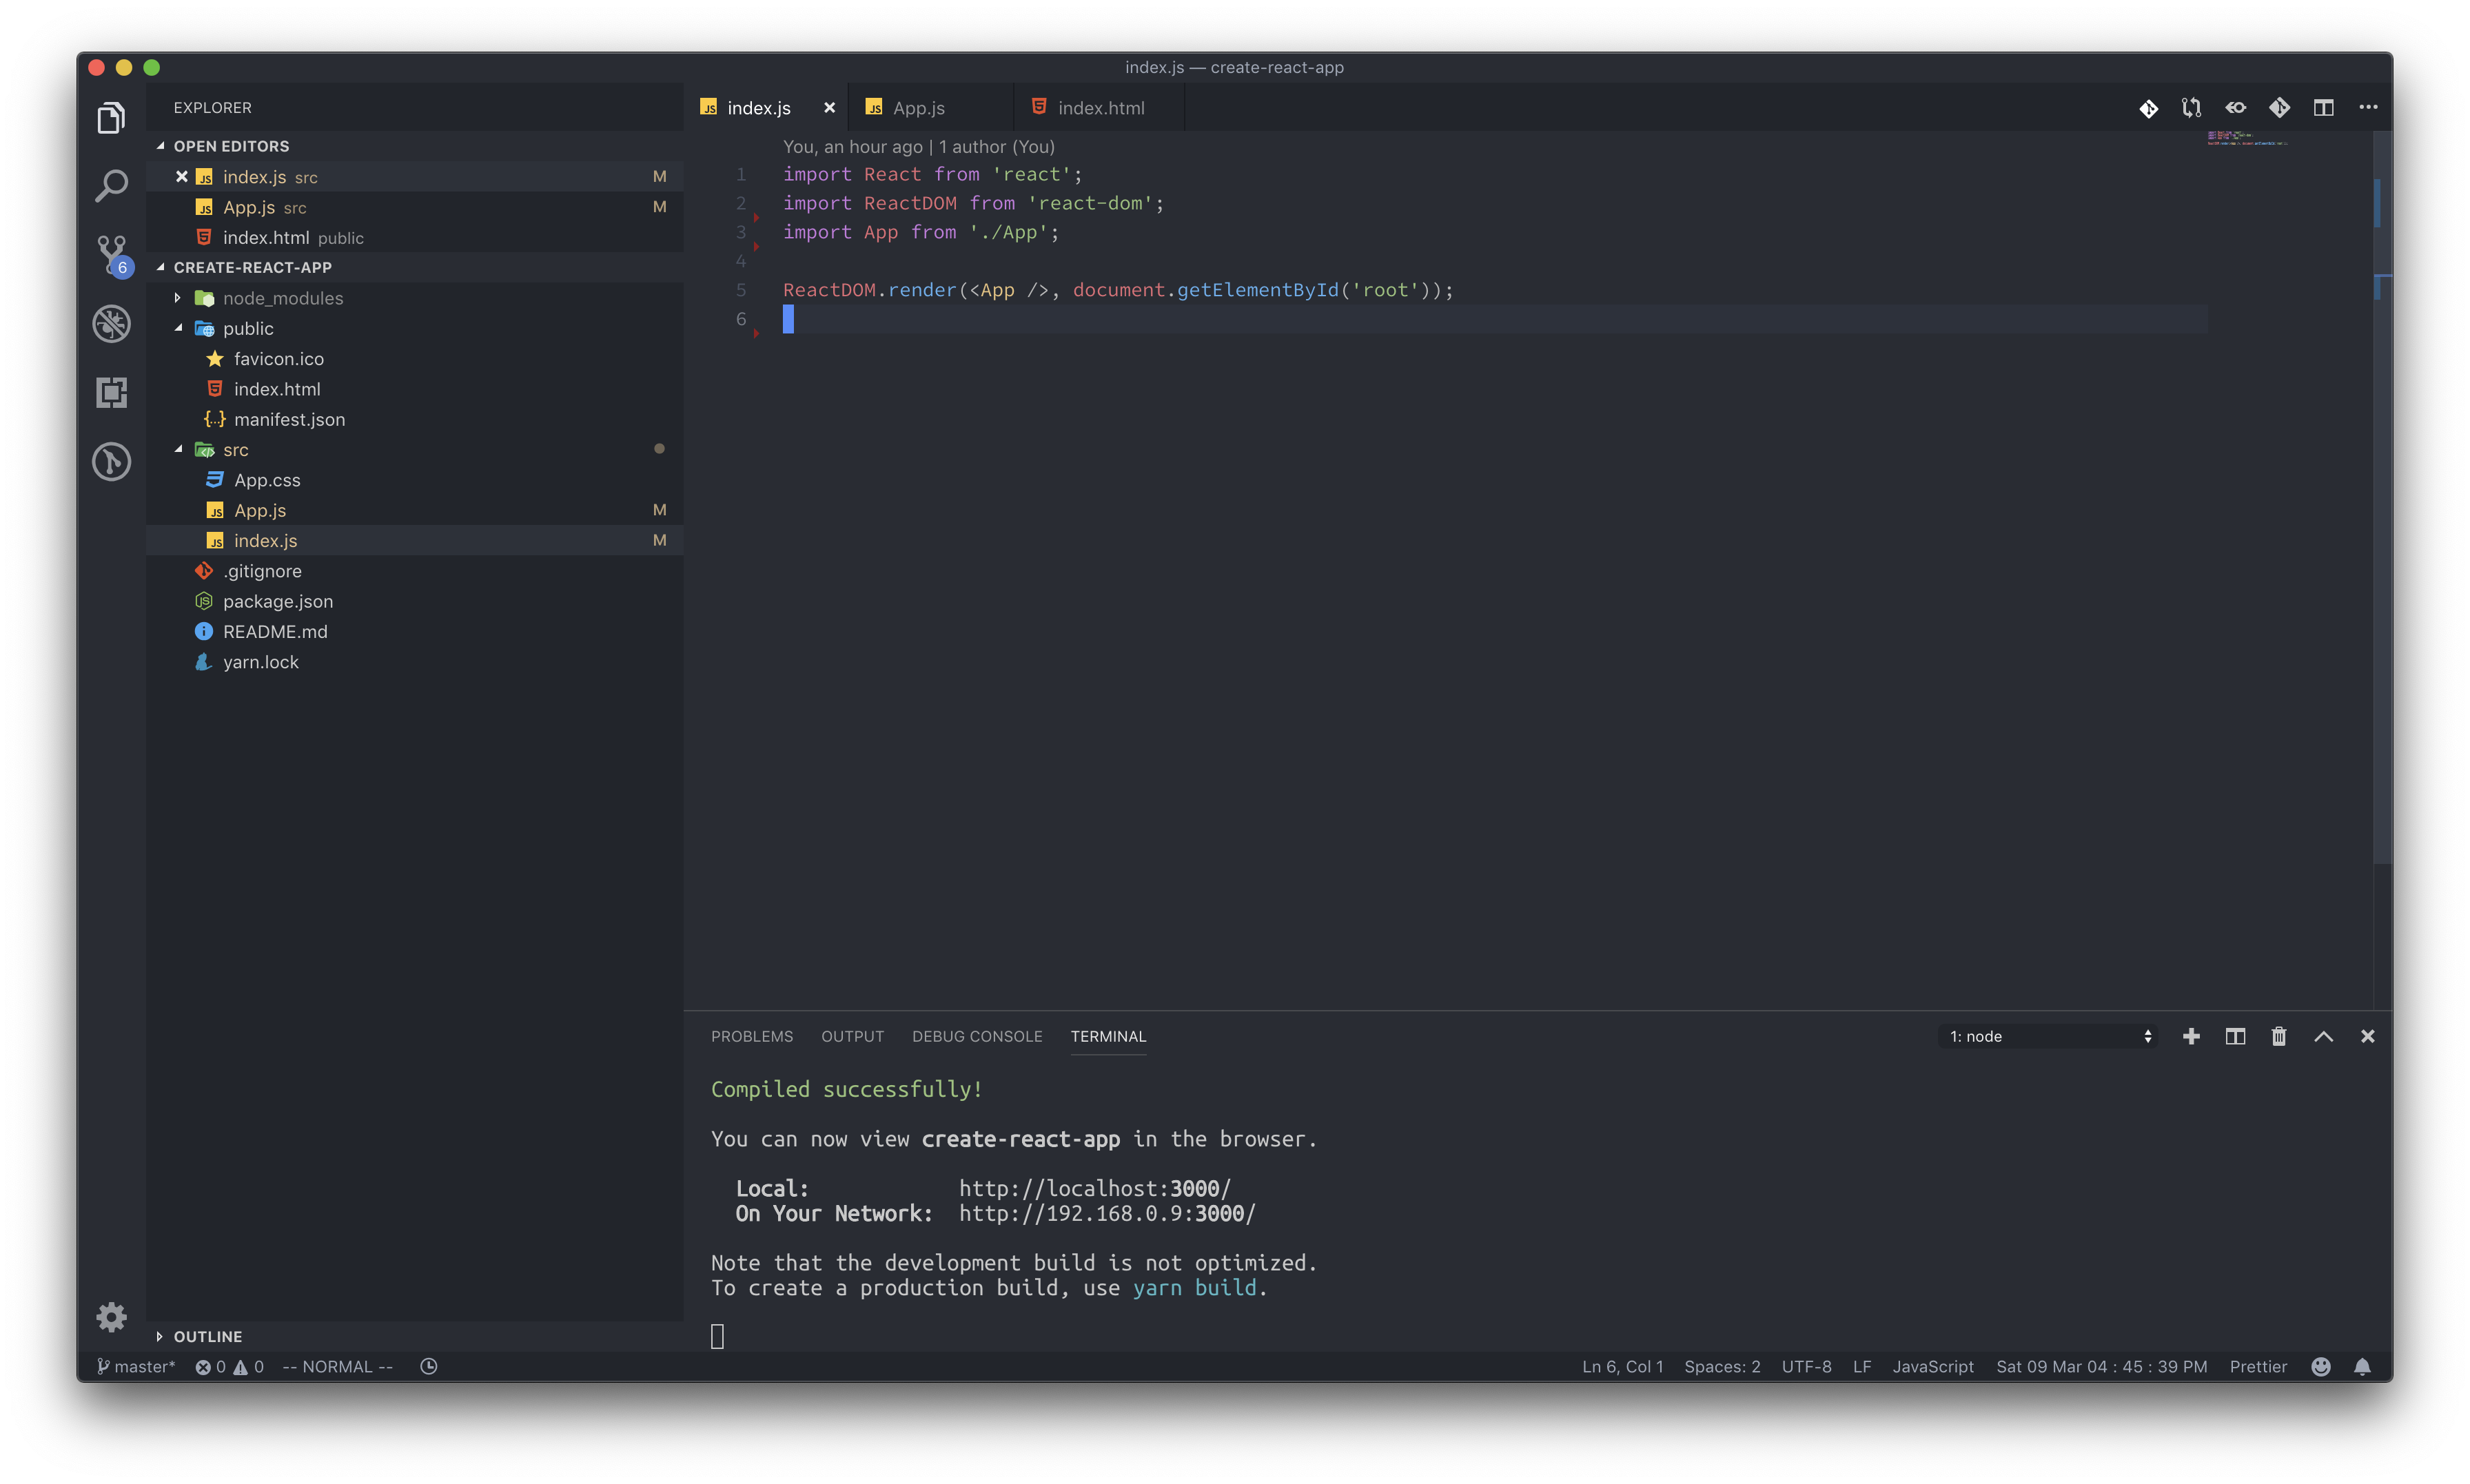 index.js — create-react-app
EXPLORER
OPEN EDITORS
index.js src M
App.js src M
index.html public
CREATE-REACT-APP
node_modules
public
favicon.ico
index.html
manifest.json
src
App.css
App.js M
index.js M
.gitignore
package.json
README.md
yarn.lock
OUTLINE
6
index.js
App.js
index.html
You, an hour ago | 1 author (You)
1 import React from 'react';
2 import ReactDOM from 'react-dom';
3 import App from './App';
4
5 ReactDOM.render(<App />, document.getElementById('root'));
6
PROBLEMS OUTPUT DEBUG CONSOLE TERMINAL
1: node
Compiled successfully!
You can now view create-react-app in the browser.
Local: http://localhost:3000/
On Your Network: http://192.168.0.9:3000/
Note that the development build is not optimized.
To create a production build, use yarn build.
master* 0 0 -- NORMAL --
Ln 6, Col 1 Spaces: 2 UTF-8 LF JavaScript Sat 09 Mar 04 : 45 : 39 PM Prettier